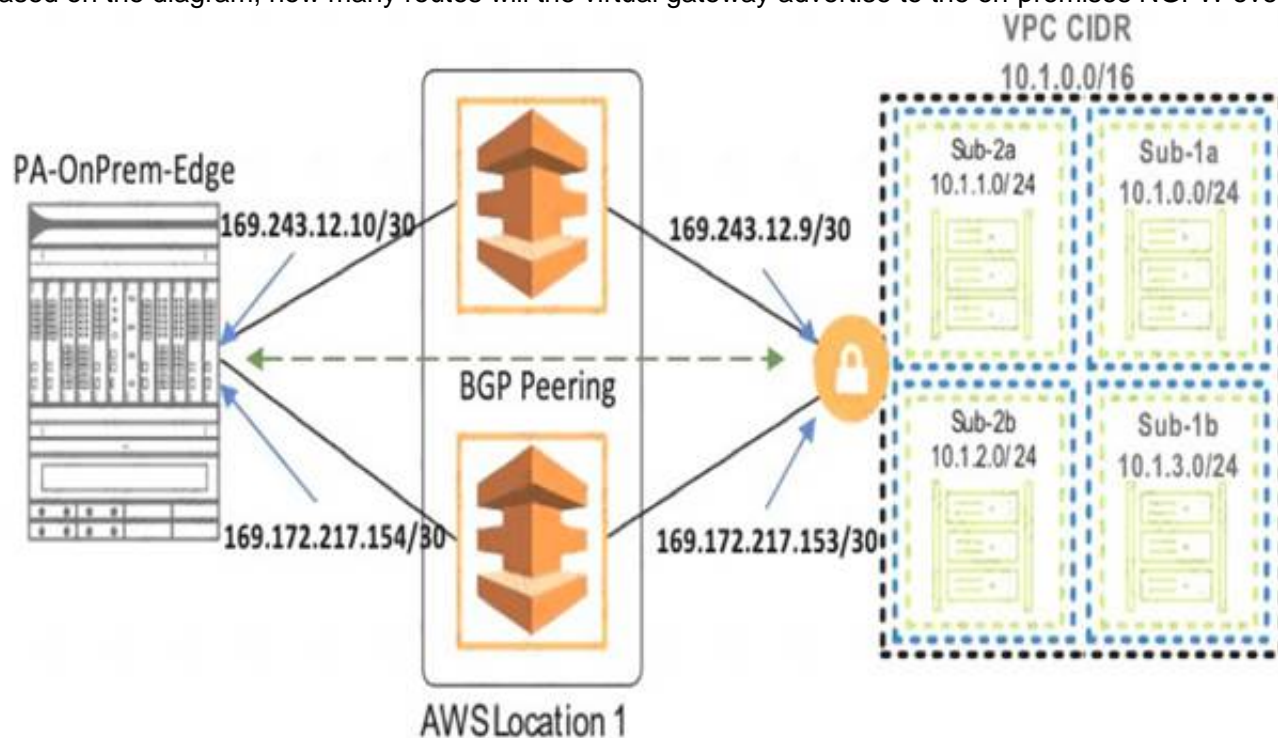 VPC CIDR
10.1.0.0/16
PA-OnPrem-Edge
169.243.12.10/30
169.243.12.9/30
Sub-2a
10.1.1.0/ 24
Sub-1a
10.1.0.0/24
BGP Peering
Sub-2b
10.1.2.0/ 24
Sub-1b
10.1.3.0/24
169.172.217.154/30
169.172.217.153/30
AWS Location 1